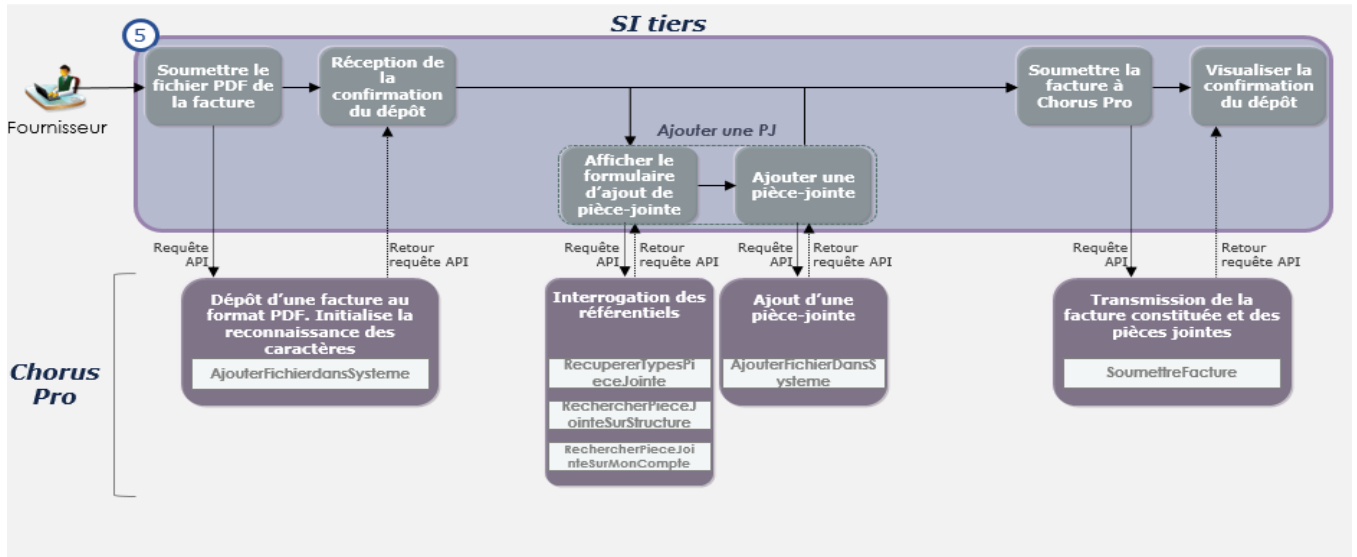 SI tiers
5
Soumettre le
fichier PDF de
la facture
Réception de
la
confirmation
du dépôt
Soumettre la
facture à
Chorus Pro
Visualiser la
confirmation
du dépôt
Fournisseur
Ajouter une PJ
Afficher le
formulaire
d'ajout de
pièce-jointe
Ajouter une
pièce-jointe
Requête
API
Retour
requête API
Requête
API
Retour
requête API
Requête
API
Retour
requête API
Requête
API
Retour
requête API
Chorus
Pro
Dépôt d'une facture au
format PDF. Initialise la
reconnaissance des
caractères
AjouterFichierdansSysteme
Interrogation des
référentiels
RecupererTypesPi
eceJointe
RechercherPieceJ
ointeSurStructure
RechercherPieceJoi
nteSurMonCompte
Ajout d'une
pièce-jointe
AjouterFichierDansS
ysteme
Transmission de la
facture constituée et des
pièces jointes
SoumettreFacture